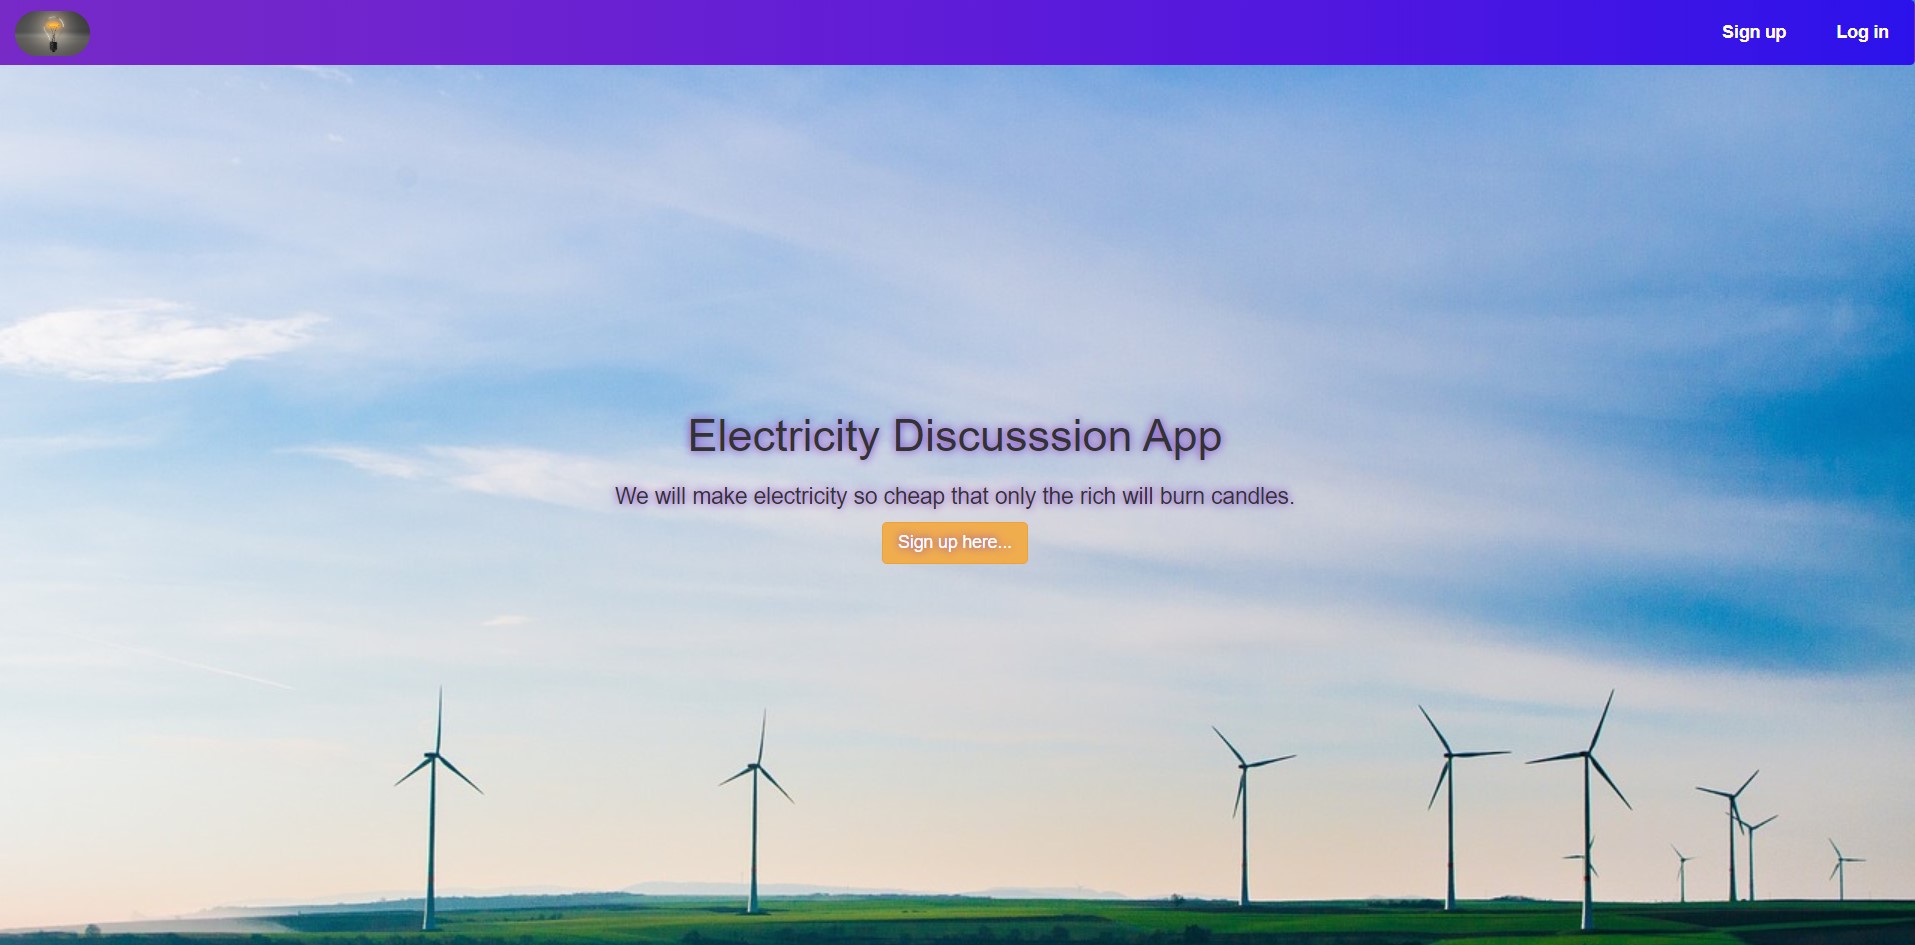 Sign up
Log in
Electricity Discusssion App
We will make electricity so cheap that only the rich will burn candles.
Sign up here...